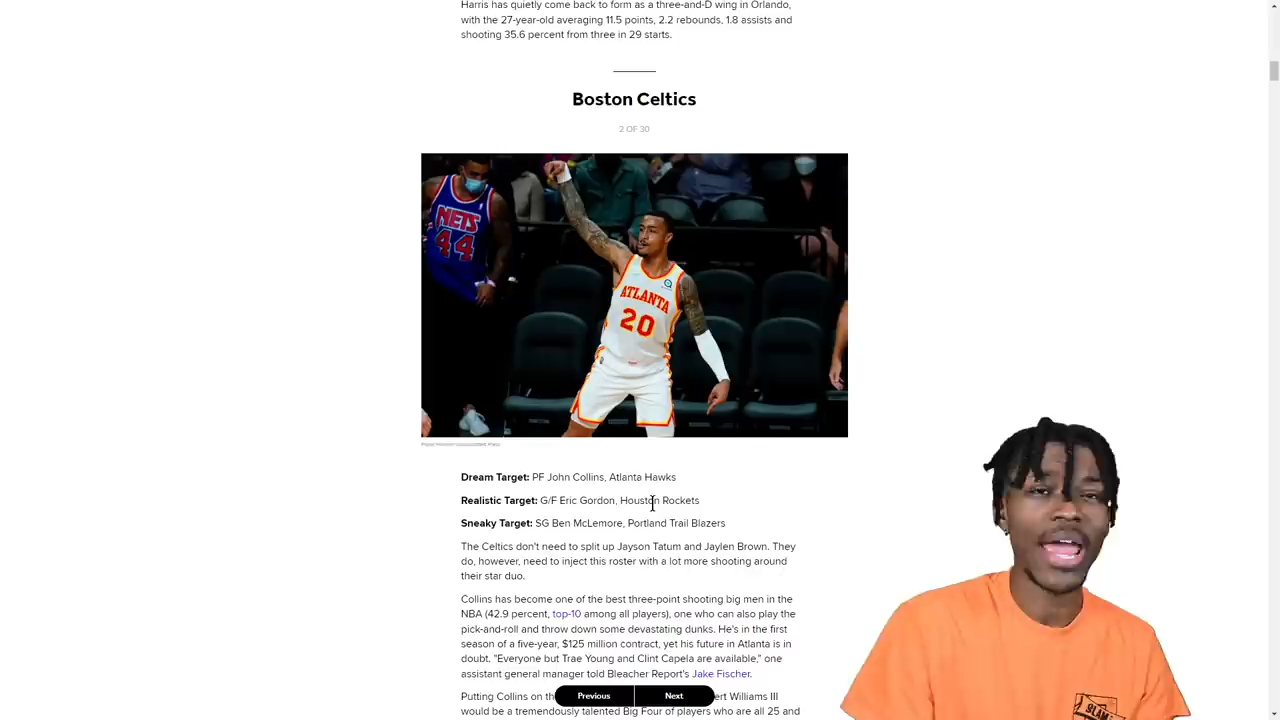 Harris has quietly come back to form as a three-and-D wing in Orlando,
with the 27-year-old averaging 11.5 points, 2.2 rebounds, 1.8 assists and
shooting 35.6 percent from three in 29 starts.
Boston Celtics
2 OF 30
NETS
44
ATLANTA
20
Dream Target: PF John Collins, Atlanta Hawks
Realistic Target: G/F Eric Gordon, Houston Rockets
Sneaky Target: SG Ben McLemore, Portland Trail Blazers
The Celtics don't need to split up Jayson Tatum and Jaylen Brown. They
do, however, need to inject this roster with a lot more shooting around
their star duo.
Collins has become one of the best three-point shooting big men in the
NBA (42.9 percent, top-10 among all players), one who can also play the
pick-and-roll and throw down some devastating dunks. He's in the first
season of a five-year, $125 million contract, yet his future in Atlanta is in
doubt. "Everyone but Trae Young and Clint Capela are available," one
assistant general manager told Bleacher Report's Jake Fischer.
Putting Collins on th
ert Williams III
would be a tremendously talented Big Four of players who are all 25 and
Previous
Next
SLAM